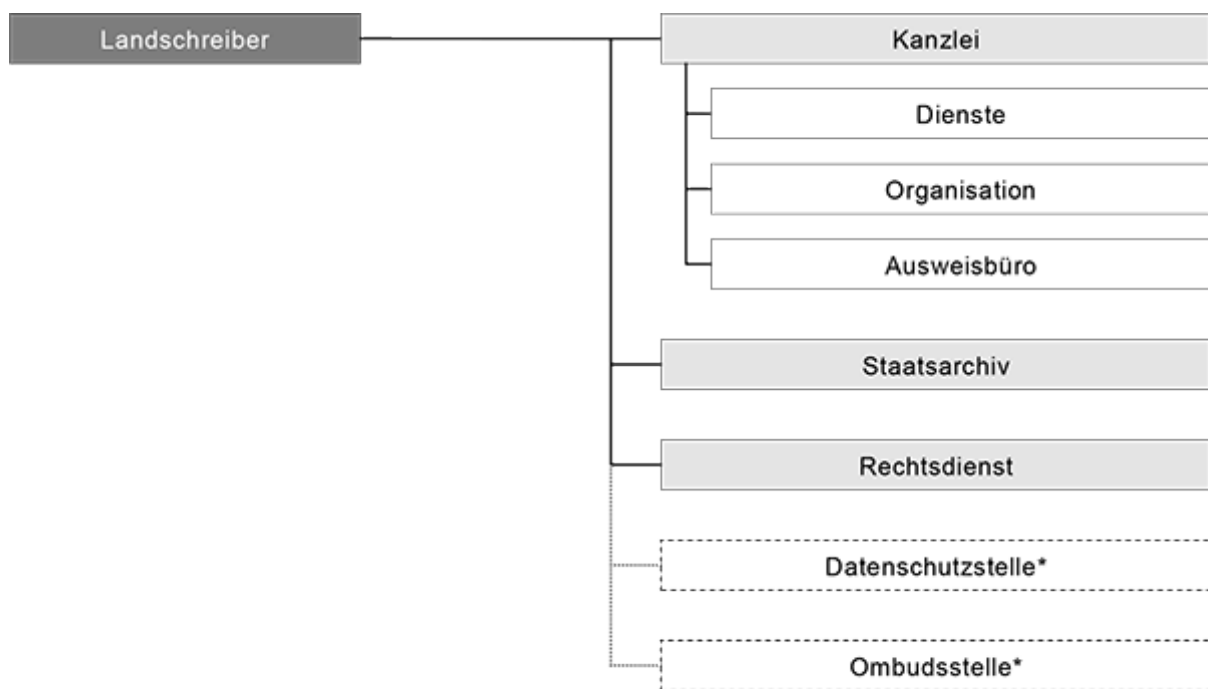 Landschreiber
Kanzlei
Dienste
Organisation
Ausweisbüro
Staatsarchiv
Rechtsdienst
Datenschutzstelle*
Ombudsstelle*